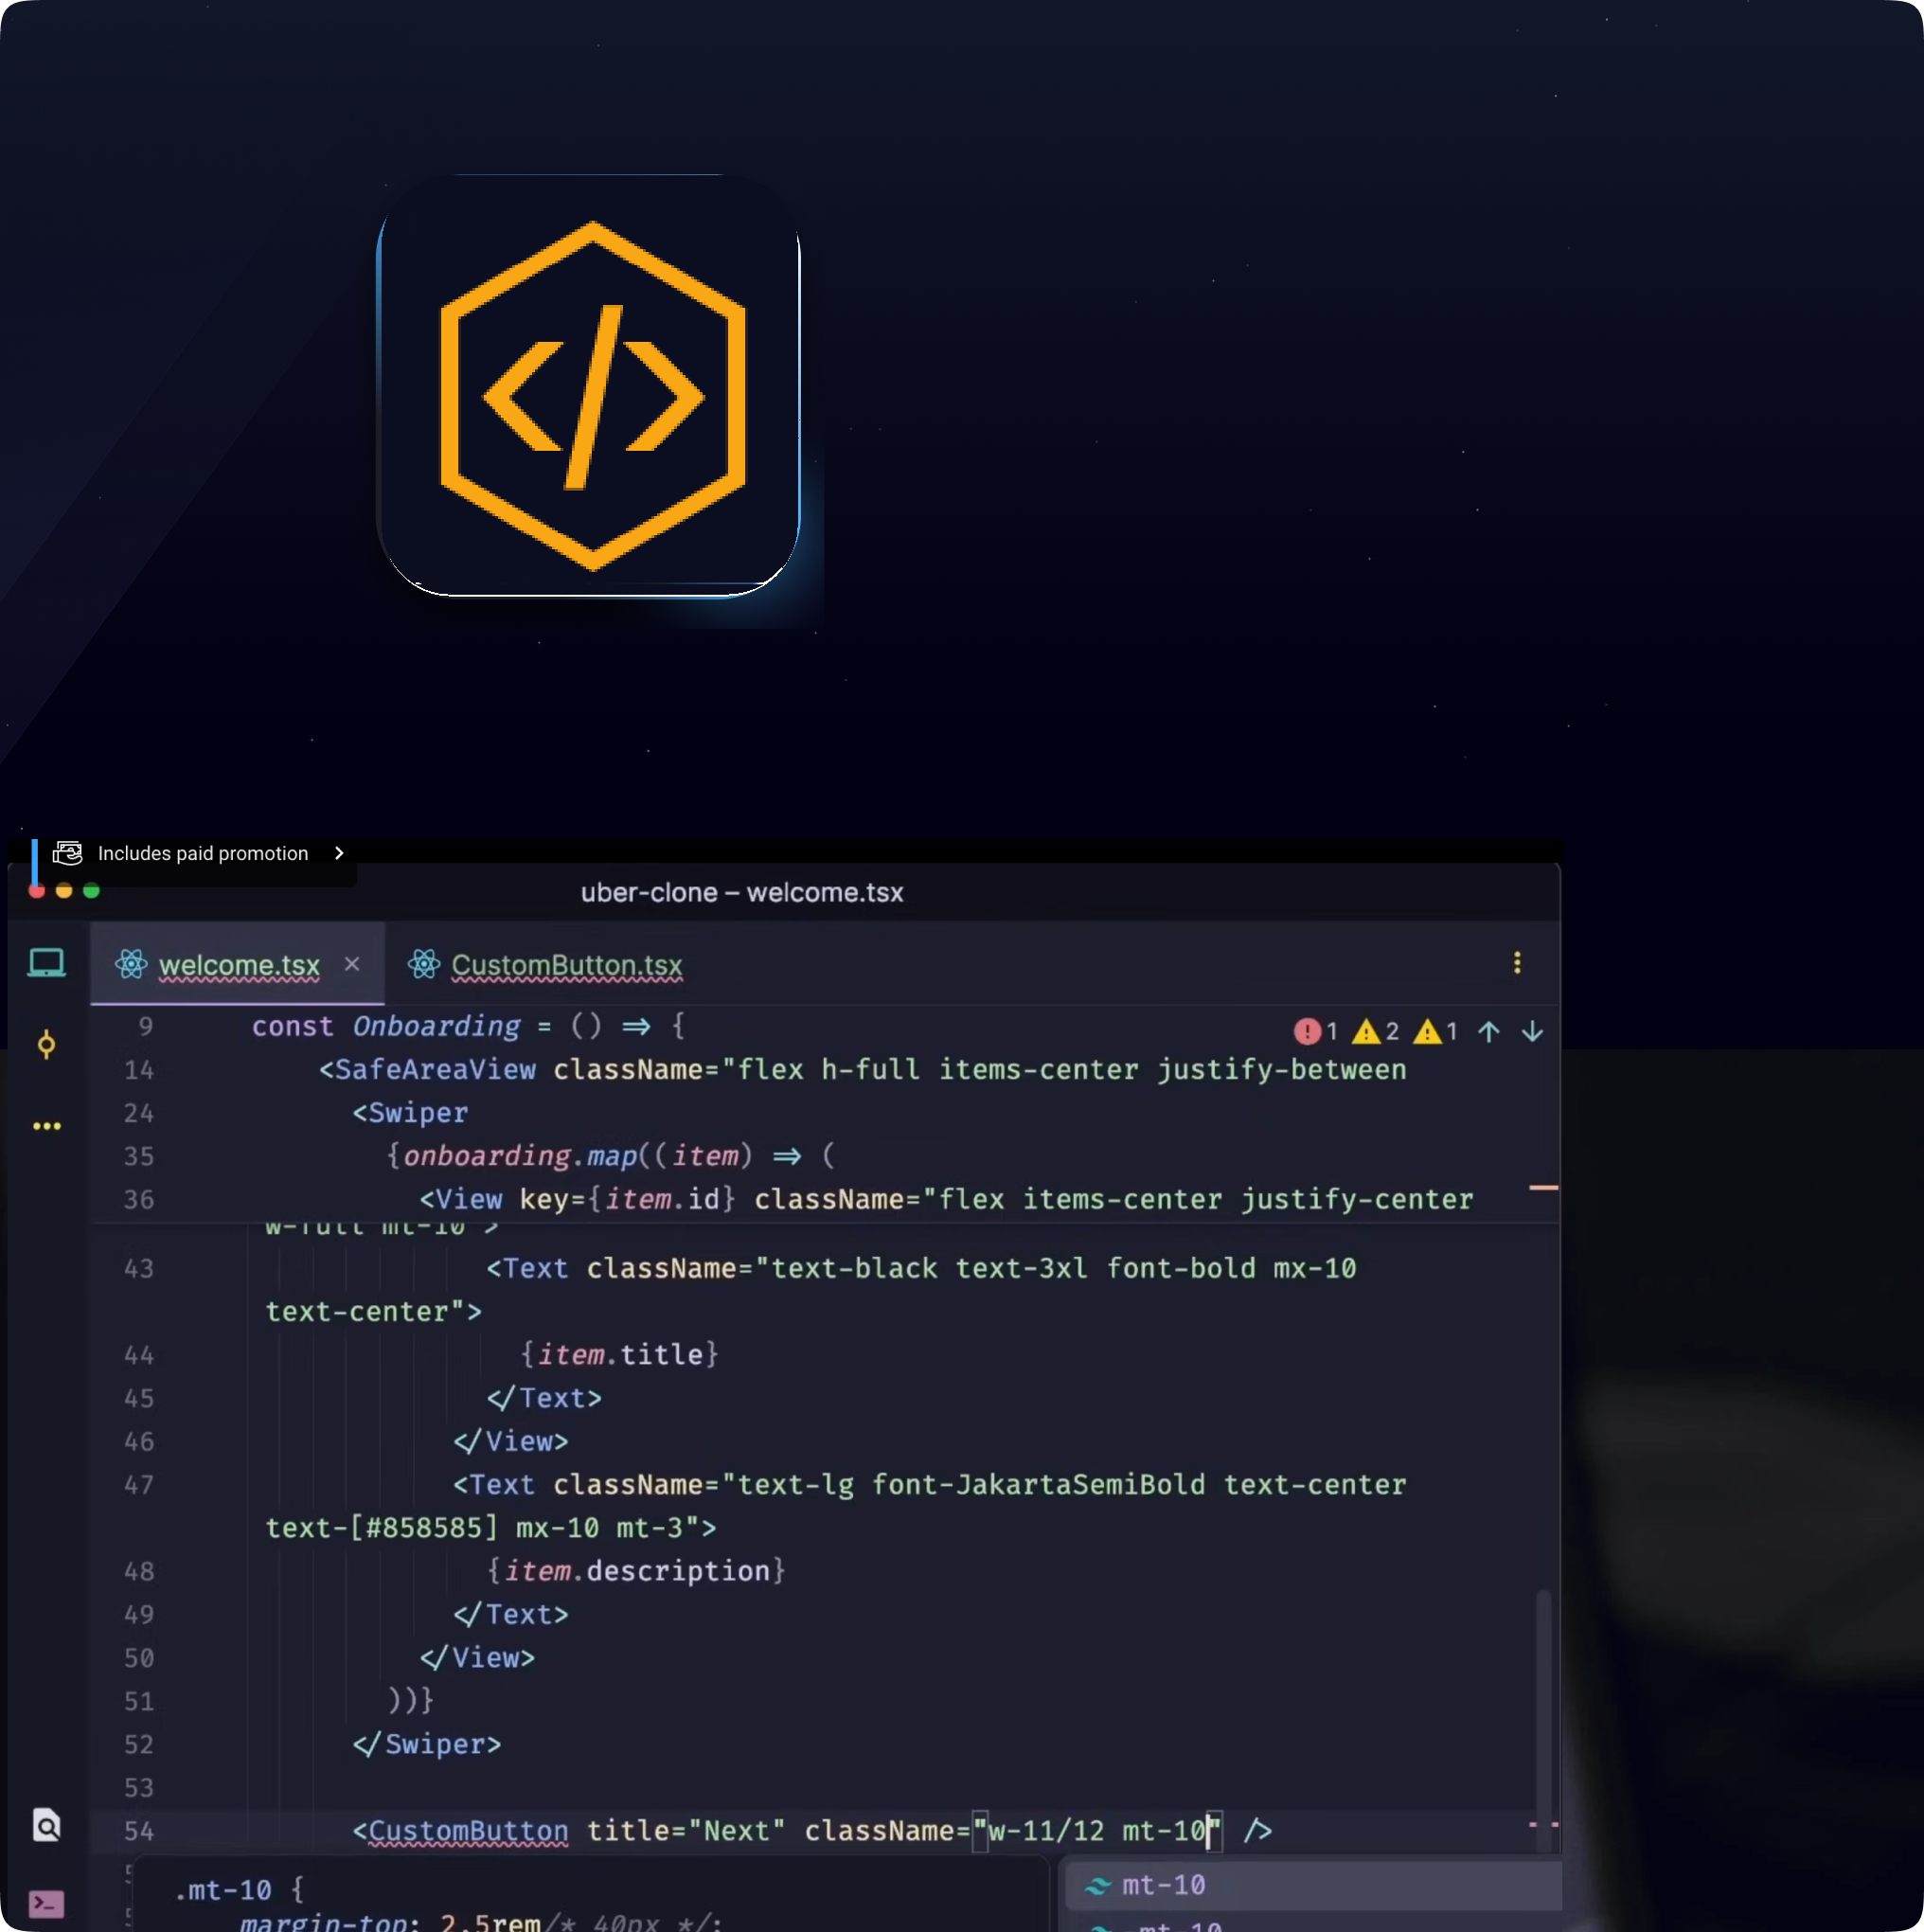 </>
Includes paid promotion
uber-clone – welcome.tsx
welcome.tsx × CustomButton.tsx
9 const Onboarding = () => { 1 2 1
14 <SafeAreaView className="flex h-full items-center justify-between
24 <Swiper
35 {onboarding.map((item) => (
36 <View key={item.id} className="flex items-center justify-center
w-full mt-10">
43 <Text className="text-black text-3xl font-bold mx-10
text-center">
44 {item.title}
45 </Text>
46 </View>
47 <Text className="text-lg font-JakartaSemiBold text-center
text-[#858585] mx-10 mt-3">
48 {item.description}
49 </Text>
50 </View>
51 ))}
52 </Swiper>
53
54 <CustomButton title="Next" className="w-11/12 mt-10" />
.mt-10 {
margin-top: 2.5rem/* 40px */;
mt-10
-mt-10